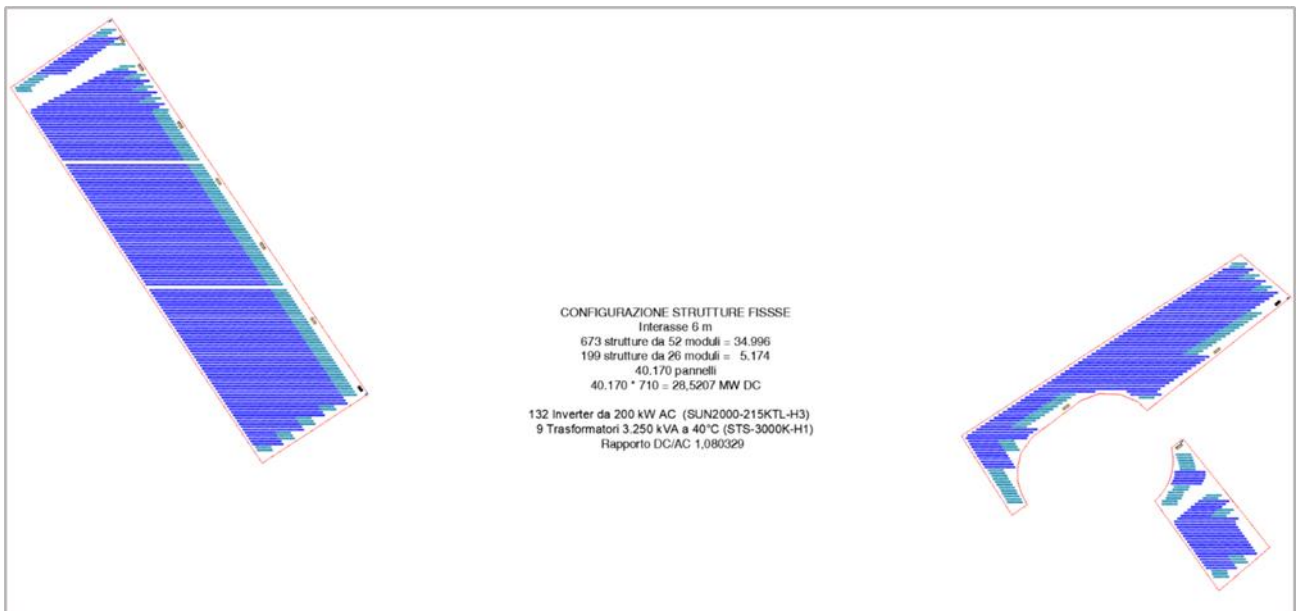 CONFIGURAZIONE STRUTTURE FISSSE
Interasse 6 m
673 strutture da 52 moduli = 34.996
199 strutture da 26 moduli = 5.174
40.170 pannelli
40.170 * 710 = 28,5207 MW DC
132 Inverter da 200 kW AC (SUN2000-215KTL-H3)
9 Trasformatori 3.250 kVA a 40°C (STS-3000K-H1)
Rapporto DC/AC 1,080329